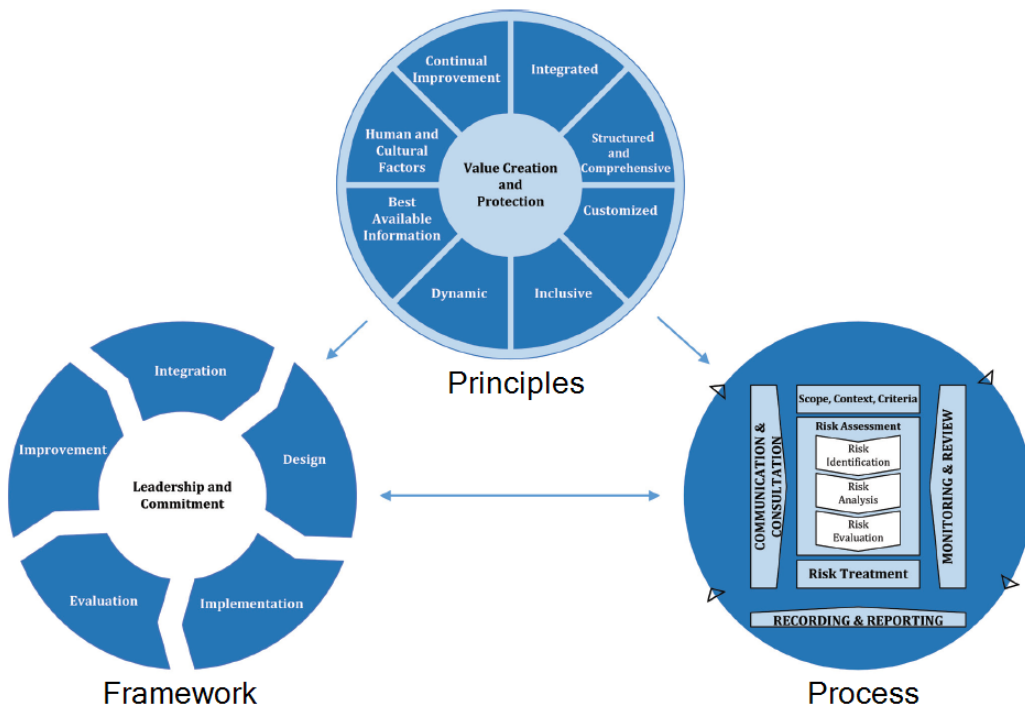 Continual
Improvement
Integrated
Structured
and
Comprehensive
Customized
Inclusive
Dynamic
Best
Available
Information
Human and
Cultural
Factors
Value Creation
and
Protection
Principles
Integration
Design
Implementation
Evaluation
Improvement
Leadership and
Commitment
Framework
COMMUNICATION &
CONSULTATION
Scope, Context, Criteria
Risk Assessment
Risk
Identification
Risk
Analysis
Risk
Evaluation
Risk Treatment
MONITORING & REVIEW
RECORDING & REPORTING
Process